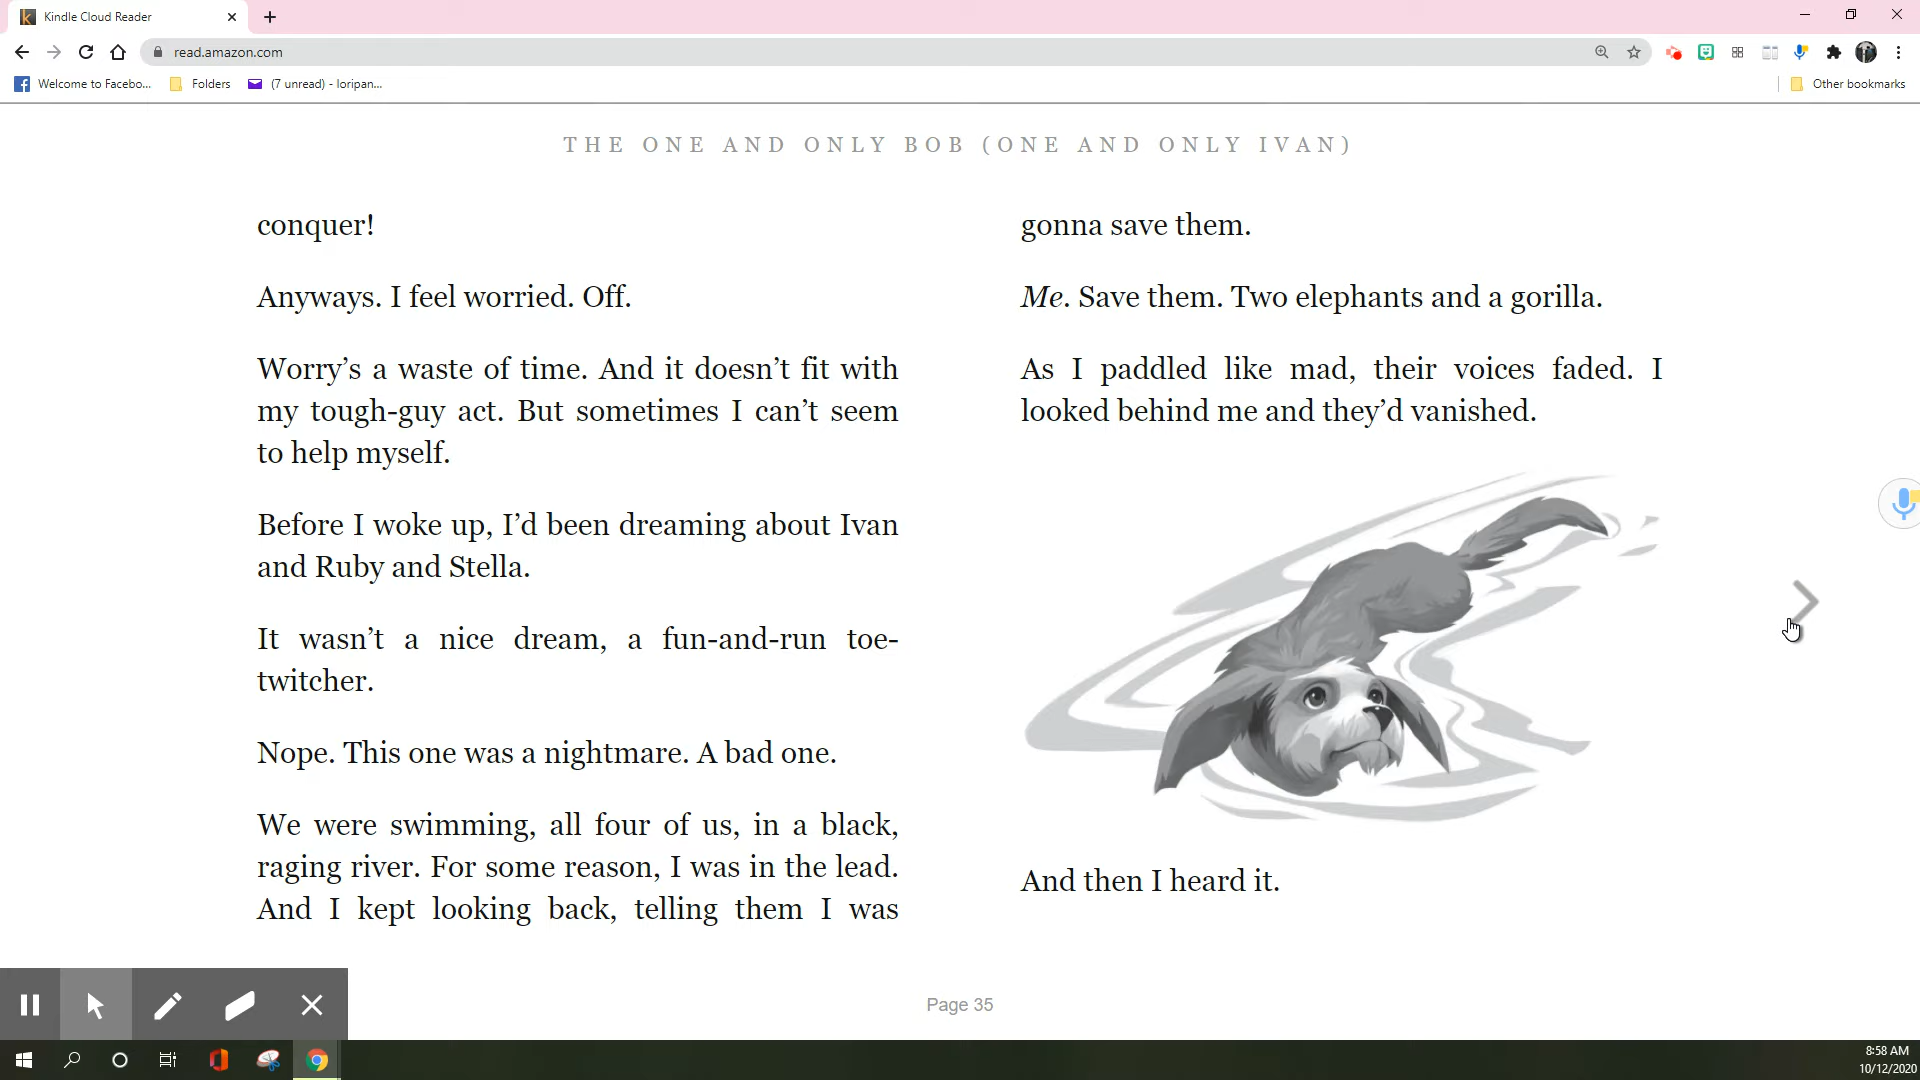 Kindle Cloud Reader
read.amazon.com
Welcome to Facebo...
Folders
(7 unread) - loripan...
Other bookmarks
THE ONE AND ONLY BOB (ONE AND ONLY IVAN)
conquer!
Anyways. I feel worried. Off.
Worry’s a waste of time. And it doesn’t fit with
my tough-guy act. But sometimes I can’t seem
to help myself.
Before I woke up, I’d been dreaming about Ivan
and Ruby and Stella.
It wasn’t a nice dream, a fun-and-run toe-
twitcher.
Nope. This one was a nightmare. A bad one.
We were swimming, all four of us, in a black,
raging river. For some reason, I was in the lead.
And I kept looking back, telling them I was
gonna save them.
Me. Save them. Two elephants and a gorilla.
As I paddled like mad, their voices faded. I
looked behind me and they’d vanished.
And then I heard it.
Page 35
8:58 AM
10/12/2020